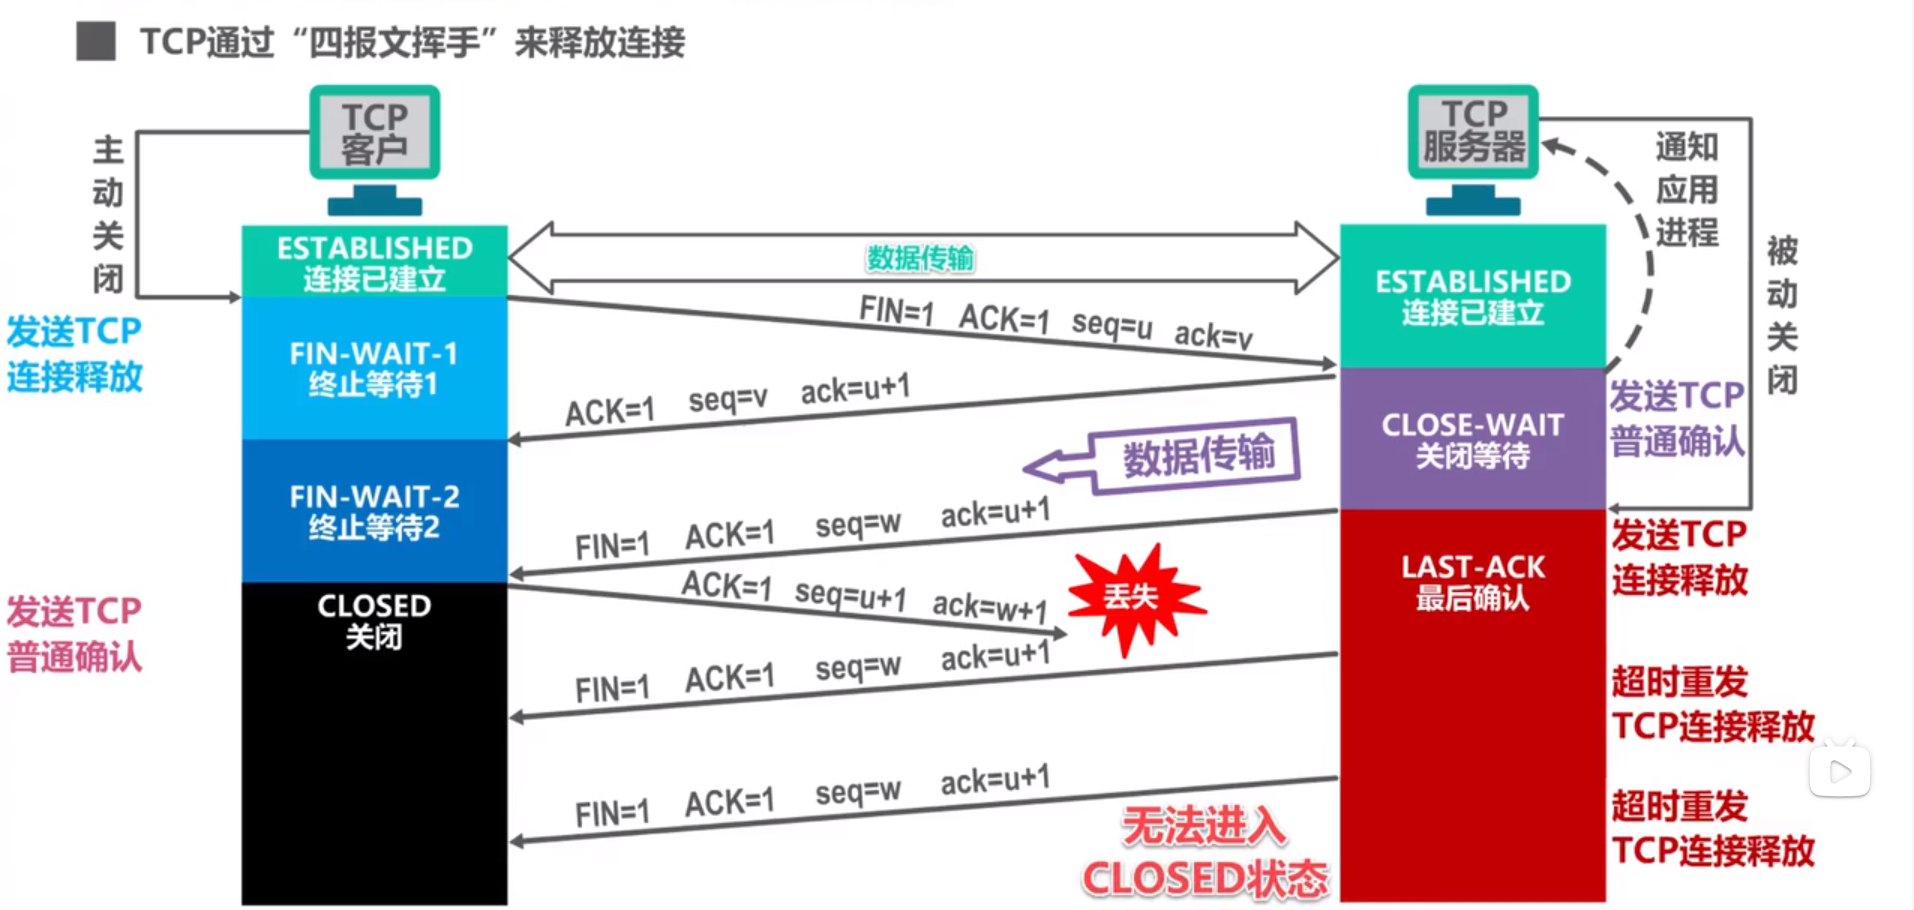 TCP通过“四报文挥手”来释放连接
TCP
客户
TCP
服务器
主动关闭
通知
应用
进程
被动关闭
ESTABLISHED
连接已建立
数据传输
ESTABLISHED
连接已建立
FIN=1 ACK=1 seq=u ack=v
发送TCP
连接释放
FIN-WAIT-1
终止等待1
ACK=1 seq=v ack=u+1
CLOSE-WAIT
关闭等待
发送TCP
普通确认
数据传输
FIN-WAIT-2
终止等待2
FIN=1 ACK=1 seq=w ack=u+1
LAST-ACK
最后确认
发送TCP
连接释放
发送TCP
普通确认
CLOSED
关闭
ACK=1 seq=u+1 ack=w+1
丢失
FIN=1 ACK=1 seq=w ack=u+1
超时重发
TCP连接释放
FIN=1 ACK=1 seq=w ack=u+1
超时重发
TCP连接释放
无法进入
CLOSED状态